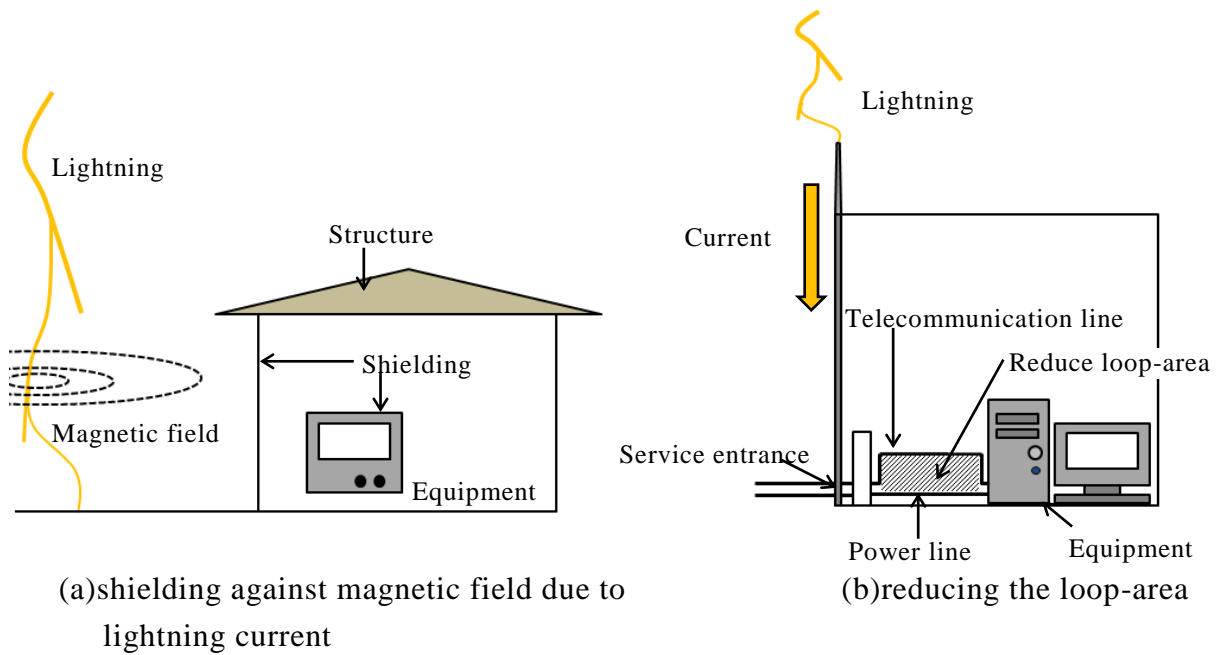 Lightning
Structure
Shielding
Magnetic field
Equipment
(a)shielding against magnetic field due to
lightning current
Lightning
Current
Telecommunication line
Reduce loop-area
Service entrance
Power line
Equipment
(b)reducing the loop-area